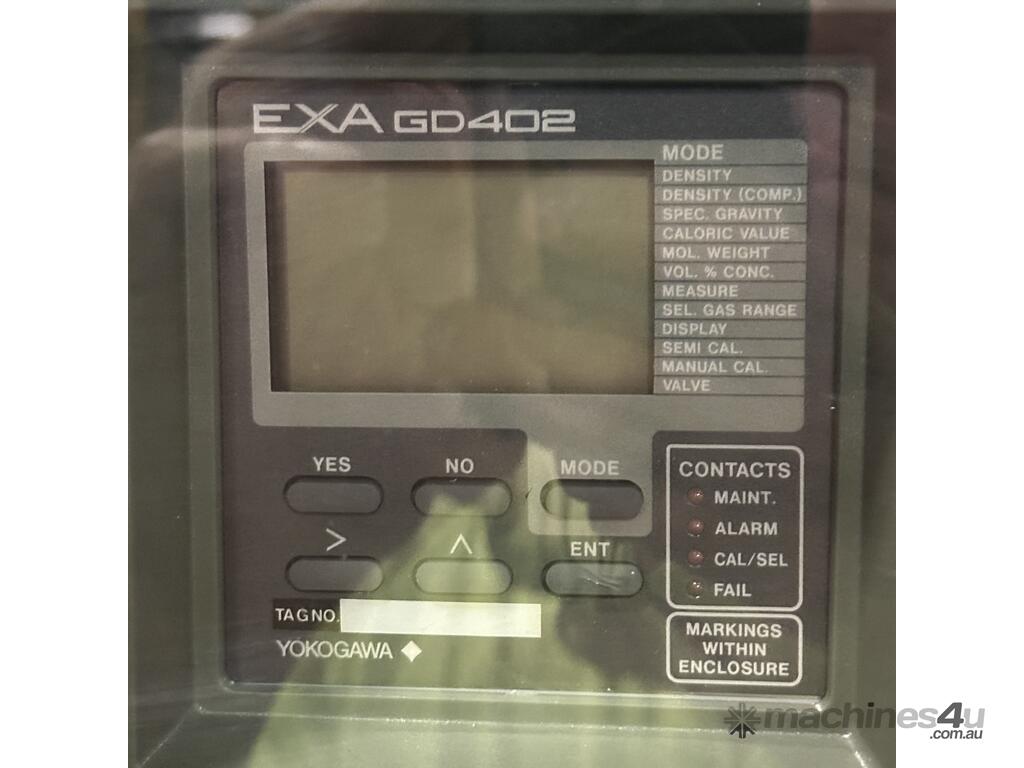 EXA GD402
MODE
DENSITY
DENSITY (COMP.)
SPEC. GRAVITY
CALORIC VALUE
MOL. WEIGHT
VOL. % CONC.
MEASURE
SEL. GAS RANGE
DISPLAY
SEMI CAL.
MANUAL CAL.
VALVE
YES
NO
MODE
>
ENT
CONTACTS
MAINT.
ALARM
CAL/SEL
FAIL
TAG NO.
YOKOGAWA
MARKINGS
WITHIN
ENCLOSURE
machines4u
.com.au